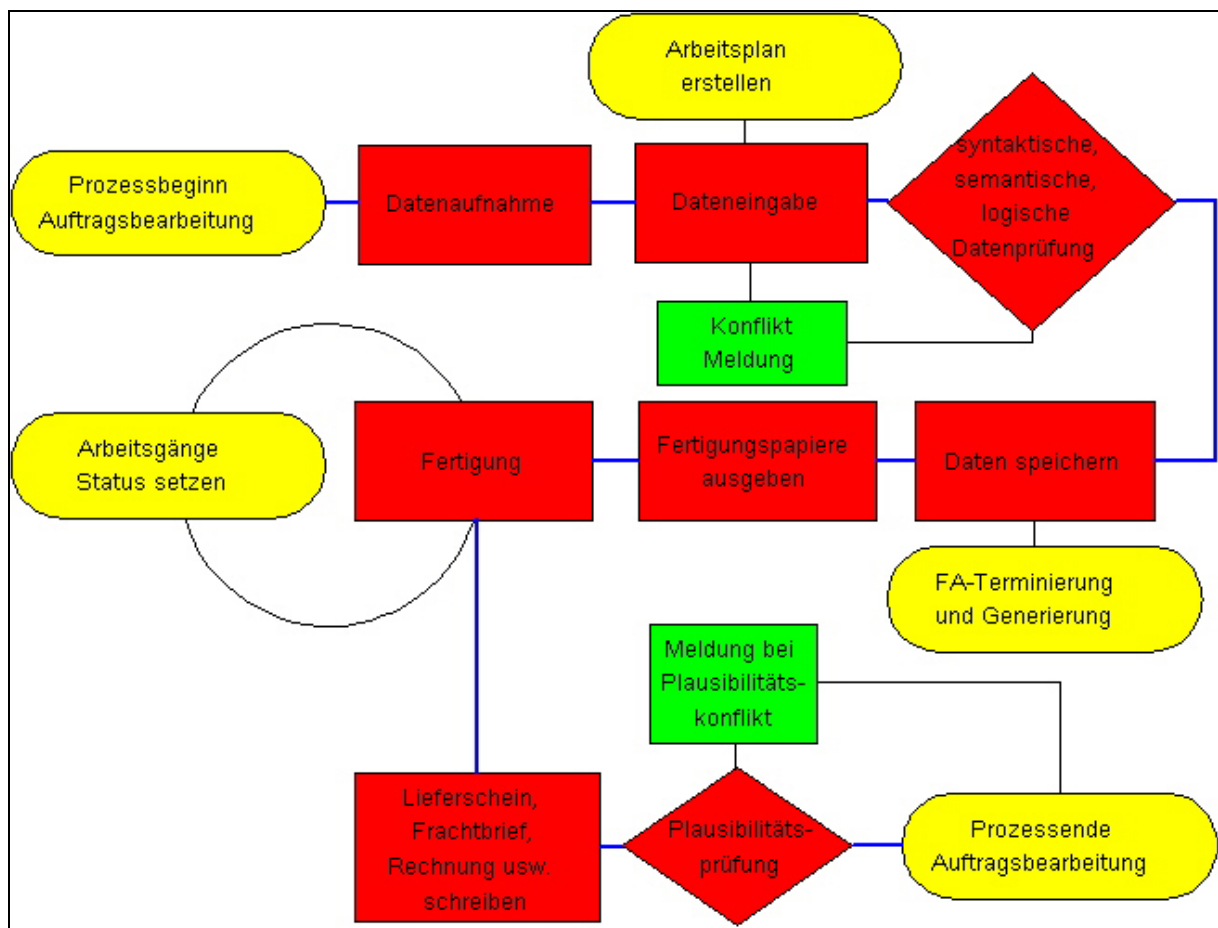 Arbeitsplan
erstellen
Prozessbeginn
Auftragsbearbeitung
Datenaufnahme
Dateneingabe
syntaktische,
semantische,
logische
Datenprüfung
Konflikt
Meldung
Arbeitsgänge
Status setzen
Fertigung
Fertigungspapiere
ausgeben
Daten speichern
FA-Terminierung
und Generierung
Meldung bei
Plausibilitäts-
konflikt
Lieferschein,
Frachtbrief,
Rechnung usw.
schreiben
Plausibilitäts-
prüfung
Prozessende
Auftragsbearbeitung